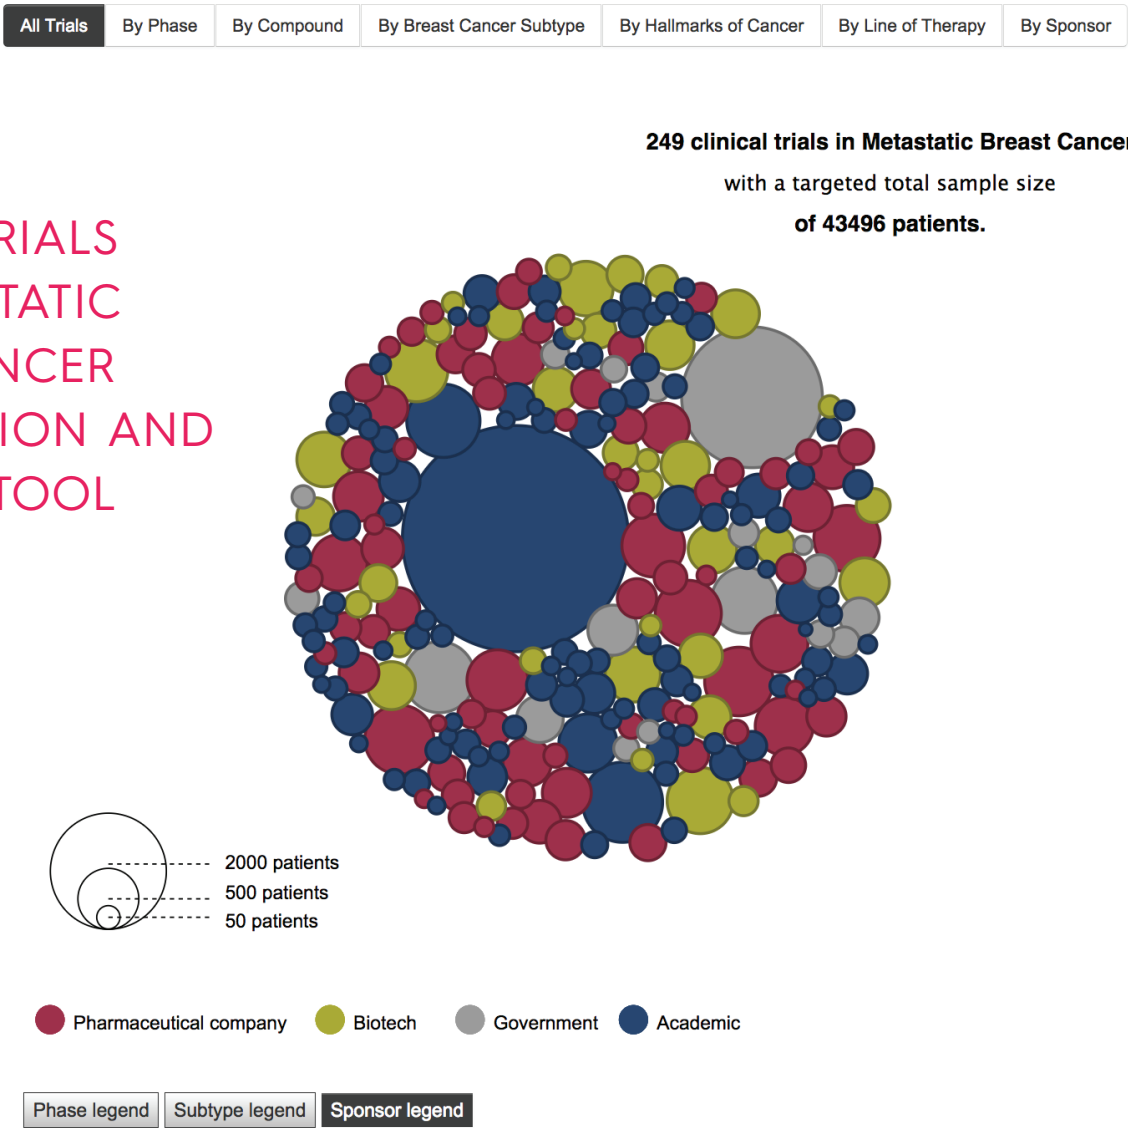 All Trials
By Phase
By Compound
By Breast Cancer Subtype
By Hallmarks of Cancer
By Line of Therapy
By Sponsor
249 clinical trials in Metastatic Breast Cancer
with a targeted total sample size
of 43496 patients.
RIALS
TATIC
NCER
ION AND
TOOL
2000 patients
500 patients
50 patients
Pharmaceutical company
Biotech
Government
Academic
Phase legend
Subtype legend
Sponsor legend